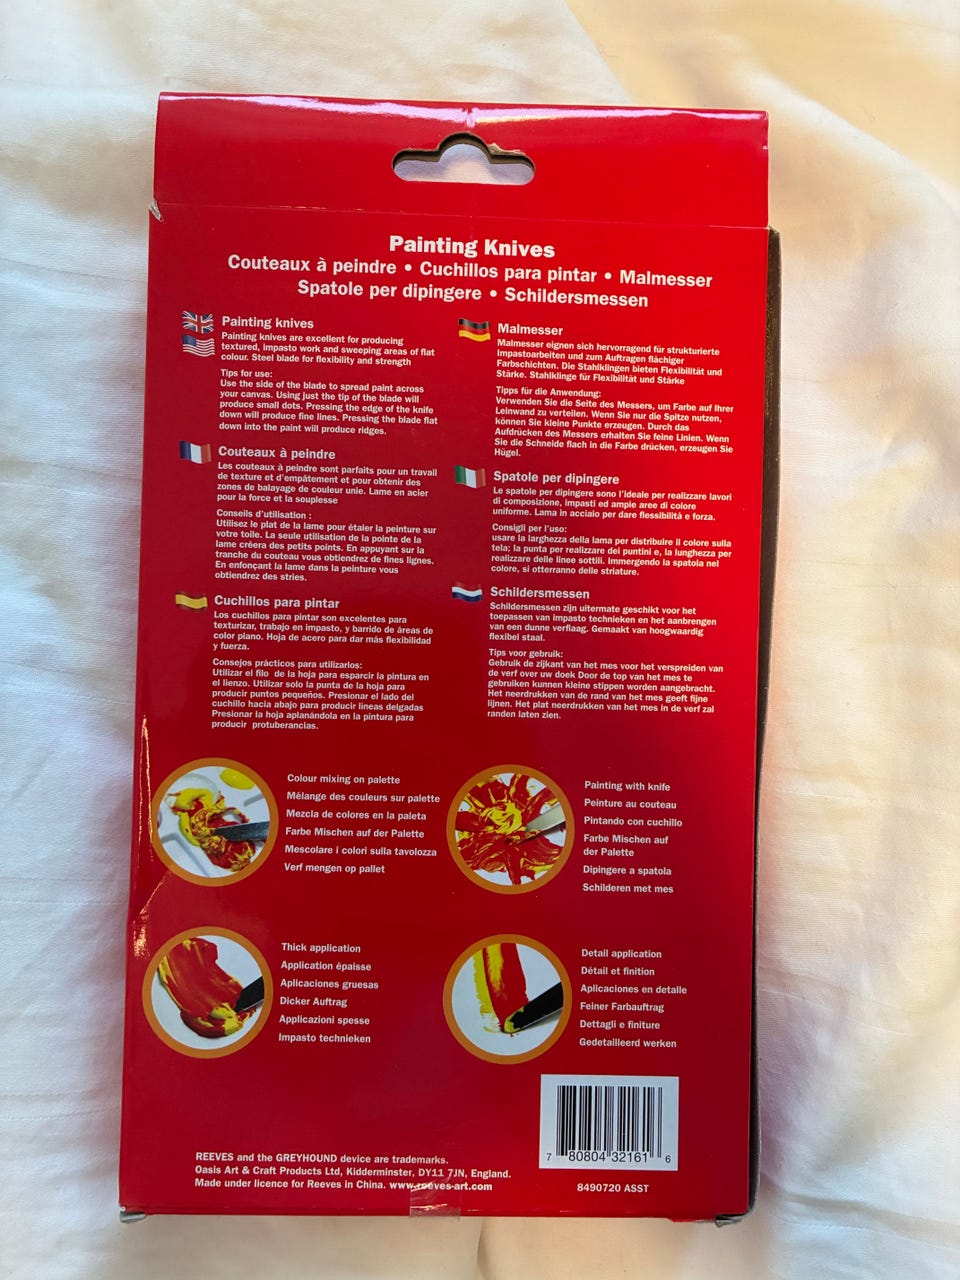 Painting Knives
Couteaux à peindre • Cuchillos para pintar • Malmesser
Spatole per dipingere • Schildersmessen
Painting knives
Painting knives are excellent for producing
textured, impasto work and sweeping areas of flat
colour. Steel blade for flexibility and strength
Tips for use:
Use the side of the blade to spread paint across
your canvas. Using just the tip of the blade will
produce small dots. Pressing the edge of the knife
down will produce fine lines. Pressing the blade flat
down into the paint will produce ridges.
Couteaux à peindre
Les couteaux à peindre sont parfaits pour un travail
de texture et d'empâtement et pour obtenir des
zones de balayage de couleur unie. Lame en acier
pour la force et la souplesse
Conseils d'utilisation :
Utilisez le plat de la lame pour étaler la peinture sur
votre toile. La seule utilisation de la pointe de la
lame créera des petits points. En appuyant sur la
tranche du couteau vous obtiendrez de fines lignes.
En enfonçant la lame dans la peinture vous
obtiendrez des stries.
Cuchillos para pintar
Los cuchillos para pintar son excelentes para
texturizar, trabajo en impasto, y barrido de áreas de
color plano. Hoja de acero para dar más flexibilidad
y fuerza.
Consejos prácticos para utilizarlos:
Utilizar el filo de la hoja para esparcir la pintura en
el lienzo. Utilizar solo la punta de la hoja para
producir puntos pequeños. Presionar el lado del
cuchillo hacia abajo para producir lineas delgadas
Presionar la hoja aplanándola en la pintura para
producir protuberancias.
Malmesser
Malmesser eignen sich hervorragend für strukturierte
Impastoarbeiten und zum Auftragen flächiger
Farbschichten. Die Stahlklingen bieten Flexibilität und
Stärke. Stahlklinge für Flexibilität und Stärke
Tipps für die Anwendung:
Verwenden Sie die Seite des Messers, um Farbe auf Ihrer
Leinwand zu verteilen. Wenn Sie nur die Spitze nutzen,
können Sie kleine Punkte erzeugen. Durch das
Aufdrücken des Messers erhalten Sie feine Linien. Wenn
Sie die Schneide flach in die Farbe drücken, erzeugen Sie
Hügel.
Spatole per dipingere
Le spatole per dipingere sono l'ideale per realizzare lavori
di composizione, impasti ed ampie aree di colore
uniforme. Lama in acciaio per dare flessibilità e forza.
Consigli per l'uso:
usare la larghezza della lama per distribuire il colore sulla
tela; la punta per realizzare dei puntini e, la lunghezza per
realizzare delle linee sottili. Immergendo la spatola nel
colore, si otterranno delle striature.
Schildersmessen
Schildersmessen zijn uitermate geschikt voor het
toepassen van impasto technieken en het aanbrengen
van een dunne verflaag. Gemaakt van hoogwaardig
flexibel staal.
Tips voor gebruik:
Gebruik de zijkant van het mes voor het verspreiden van
de verf over uw doek Door de top van het mes te
gebruiken kunnen kleine stippen worden aangebracht.
Het neerdrukken van de rand van het mes geeft fijne
lijnen. Het plat neerdrukken van het mes in de verf zal
randen laten zien.
Colour mixing on palette
Mélange des couleurs sur palette
Mezcla de colores en la paleta
Farbe Mischen auf der Palette
Mescolare i colori sulla tavolozza
Verf mengen op pallet
Painting with knife
Peinture au couteau
Pintando con cuchillo
Farbe Mischen auf
der Palette
Dipingere a spatola
Schilderen met mes
Thick application
Application épaisse
Aplicaciones gruesas
Dicker Auftrag
Applicazioni spesse
Impasto technieken
Detail application
Détail et finition
Aplicaciones en detalle
Feiner Farbauftrag
Dettagli e finiture
Gedetailleerd werken
7 80804 32161 6
8490720 ASST
REEVES and the GREYHOUND device are trademarks.
Oasis Art & Craft Products Ltd, Kidderminster, DY11 7JN, England.
Made under licence for Reeves in China. www.reeves-art.com